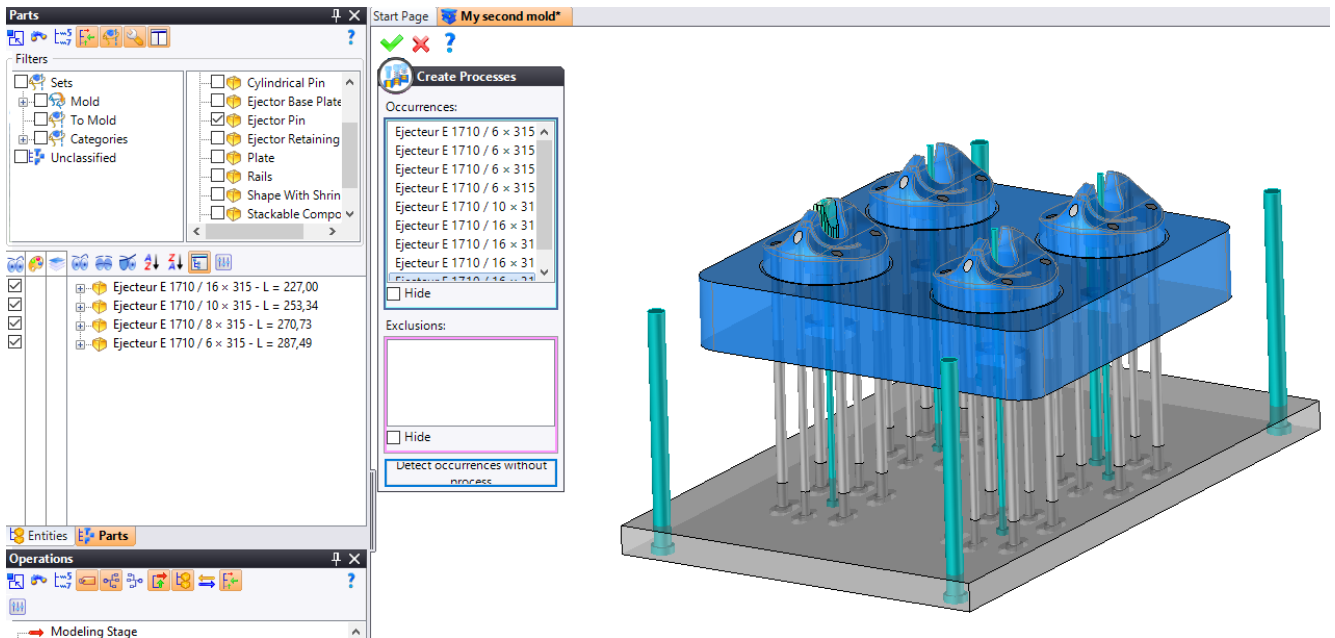 Parts
Start Page
My second mold*
Filters
Sets
Mold
To Mold
Categories
Unclassified
Cylindrical Pin
Ejector Base Plate
Ejector Pin
Ejector Retaining
Plate
Rails
Shape With Shrin
Stackable Compo
Ejecteur E 1710 / 16 × 315 - L = 227,00
Ejecteur E 1710 / 10 × 253,34
Ejecteur E 1710 / 8 × 315 - L = 270,73
Ejecteur E 1710 / 6 × 315 - L = 287,49
Entities
Parts
Operations
Modeling Stage
Create Processes
Occurrences:
Ejecteur E 1710 / 6 × 315
Ejecteur E 1710 / 6 × 315
Ejecteur E 1710 / 6 × 315
Ejecteur E 1710 / 6 × 315
Ejecteur E 1710 / 10 × 31
Ejecteur E 1710 / 16 × 31
Ejecteur E 1710 / 16 × 31
Ejecteur E 1710 / 16 × 31
Ejecteur E 1710 / 16 × 31
Hide
Exclusions:
Hide
Detect occurrences without
process